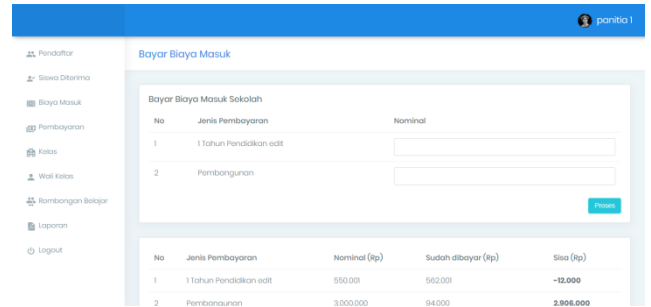 panitia 1
Pendaftar
Siswa Diterima
Biaya Masuk
Pembayaran
Kelas
Wali Kelas
Rombongan Belajar
Laporan
Logout
Bayar Biaya Masuk
Bayar Biaya Masuk Sekolah
No Jenis Pembayaran Nominal
1 1 Tahun Pendidikan edit
2 Pembangunan
Proses
No Jenis Pembayaran Nominal (Rp) Sudah dibayar (Rp) Sisa (Rp)
1 1 Tahun Pendidikan edit 550.001 562.001 -12.000
2 Pembangunan 3.000.000 94.000 2.906.000